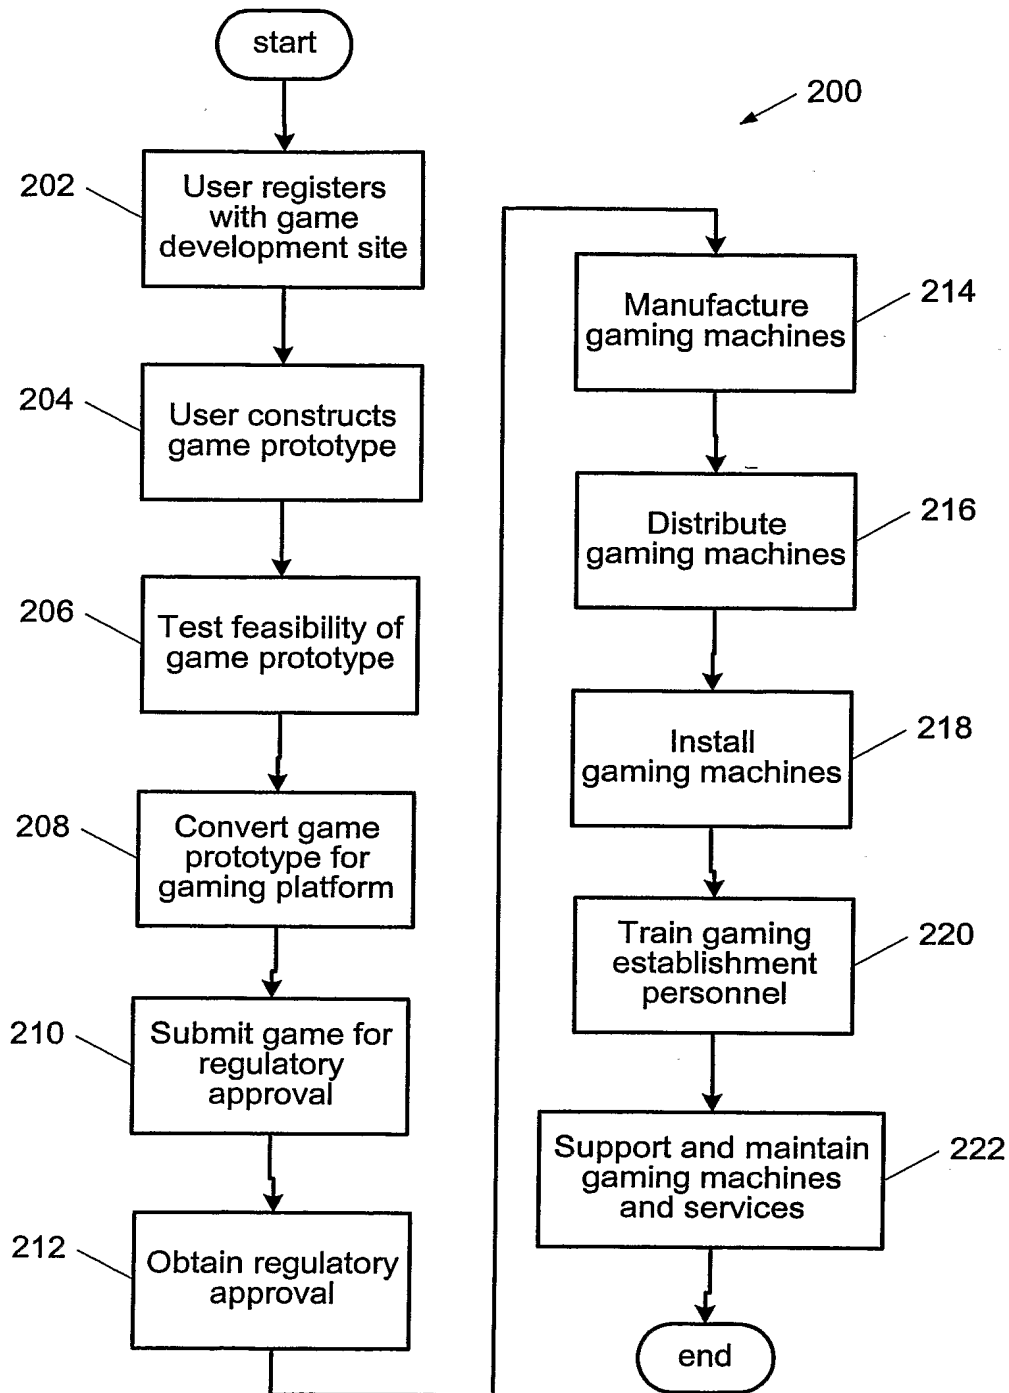 start
200
202
User registers
with game
development site
204
User constructs
game prototype
206
Test feasibility of
game prototype
208
Convert game
prototype for
gaming platform
210
Submit game for
regulatory
approval
212
Obtain regulatory
approval
214
Manufacture
gaming machines
216
Distribute
gaming machines
218
Install
gaming machines
220
Train gaming
establishment
personnel
222
Support and maintain
gaming machines
and services
end